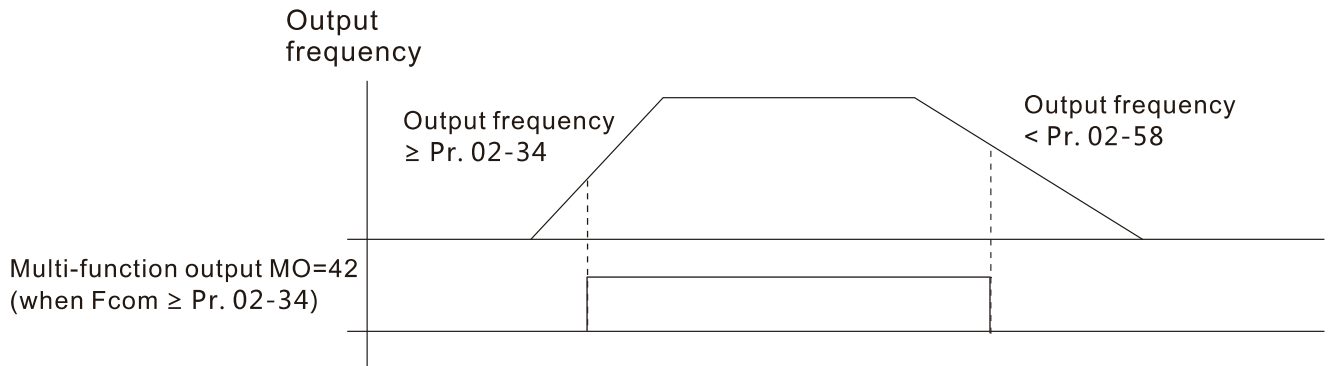 Output
frequency
Output frequency
≥ Pr. 02-34
Output frequency
< Pr. 02-58
Multi-function output MO=42
(when Fcom ≥ Pr. 02-34)